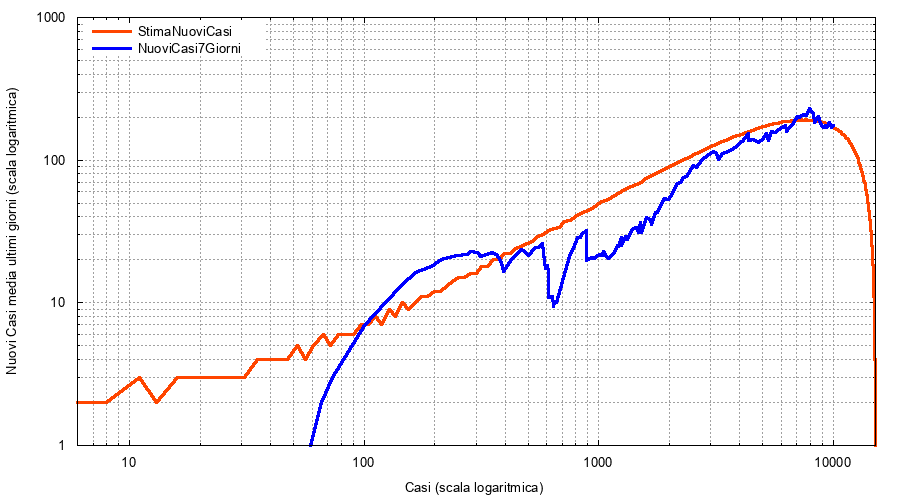 1000
StimaNuoviCasi
NuoviCasi7Giorni
100
10
1
Nuovi Casi media ultimi giorni (scala logaritmica)
10
100
1000
10000
Casi (scala logaritmica)